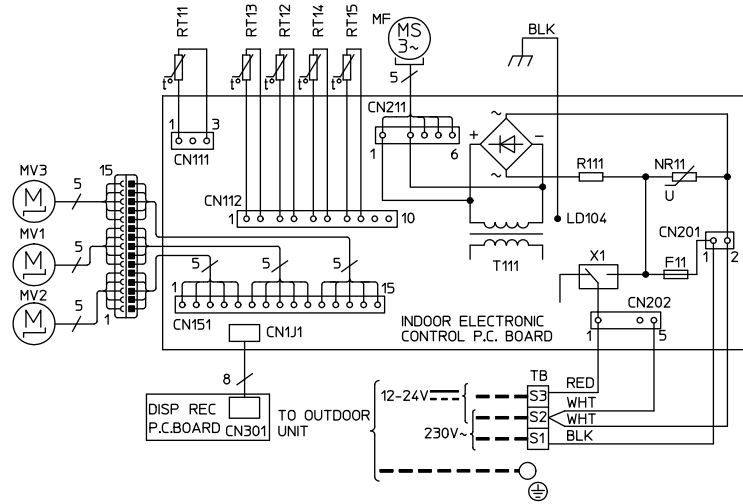 RT11
RT13
RT12
RT14
RT15
MF
MS
3~
BLK
t°
t°
t°
t°
t°
5
CN211
1
3
CN111
1
6
~
+
−
~
R111
NR11
U
MV3
5
15
M
CN112
1
10
LD104
MV1
5
M
CN201
1
2
T111
X1
F11
5
5
5
MV2
5
M
1
1
15
CN151
CN202
1
5
CN1J1
INDOOR ELECTRONIC
CONTROL P.C. BOARD
8
TB
12-24V
S3
RED
DISP REC
P.C.BOARD
CN301
TO OUTDOOR
UNIT
S2
WHT
WHT
230V~
S1
BLK